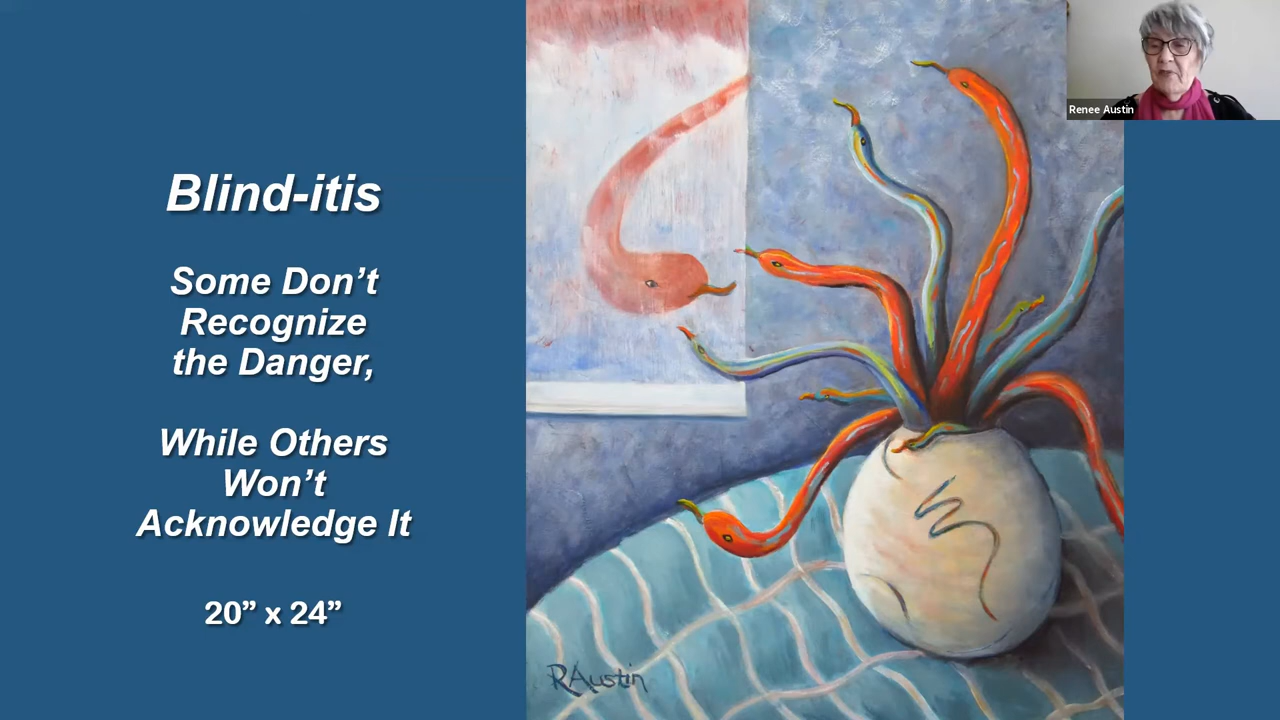 Blind-itis
Some Don’t
Recognize
the Danger,
While Others
Won’t
Acknowledge It
20” x 24”
RAustin
Renee Austin